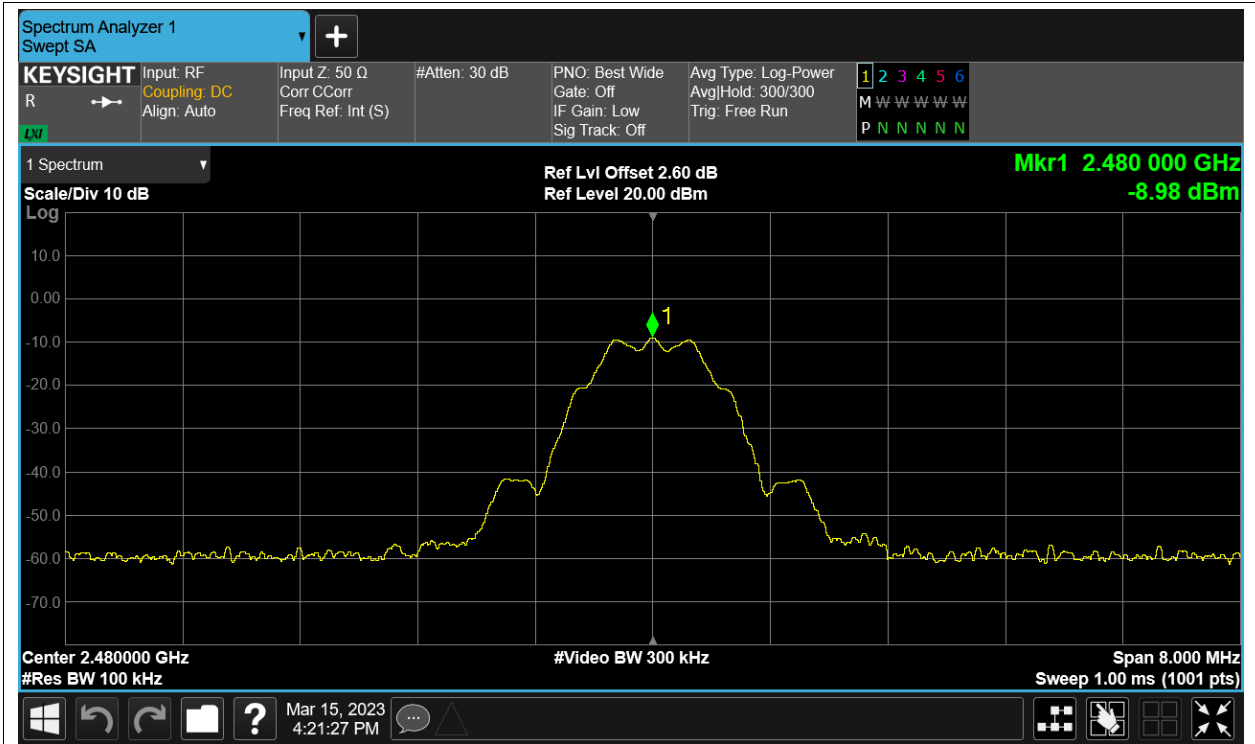 Spectrum Analyzer 1
Swept SA
KEYSIGHT
R
LXI
Input: RF
Coupling: DC
Align: Auto
Input Z: 50 Ω
Corr CCorr
Freq Ref: Int (S)
#Atten: 30 dB
PNO: Best Wide
Gate: Off
IF Gain: Low
Sig Track: Off
Avg Type: Log-Power
Avg|Hold: 300/300
Trig: Free Run
1 2 3 4 5 6
M W W W W W
P N N N N N
1 Spectrum
Scale/Div 10 dB
Log
Ref Lvl Offset 2.60 dB
Ref Level 20.00 dBm
Mkr1 2.480 000 GHz
-8.98 dBm
1
10.0
0.00
-10.0
-20.0
-30.0
-40.0
-50.0
-60.0
-70.0
Center 2.480000 GHz
#Res BW 100 kHz
#Video BW 300 kHz
Span 8.000 MHz
Sweep 1.00 ms (1001 pts)
?
Mar 15, 2023
4:21:27 PM